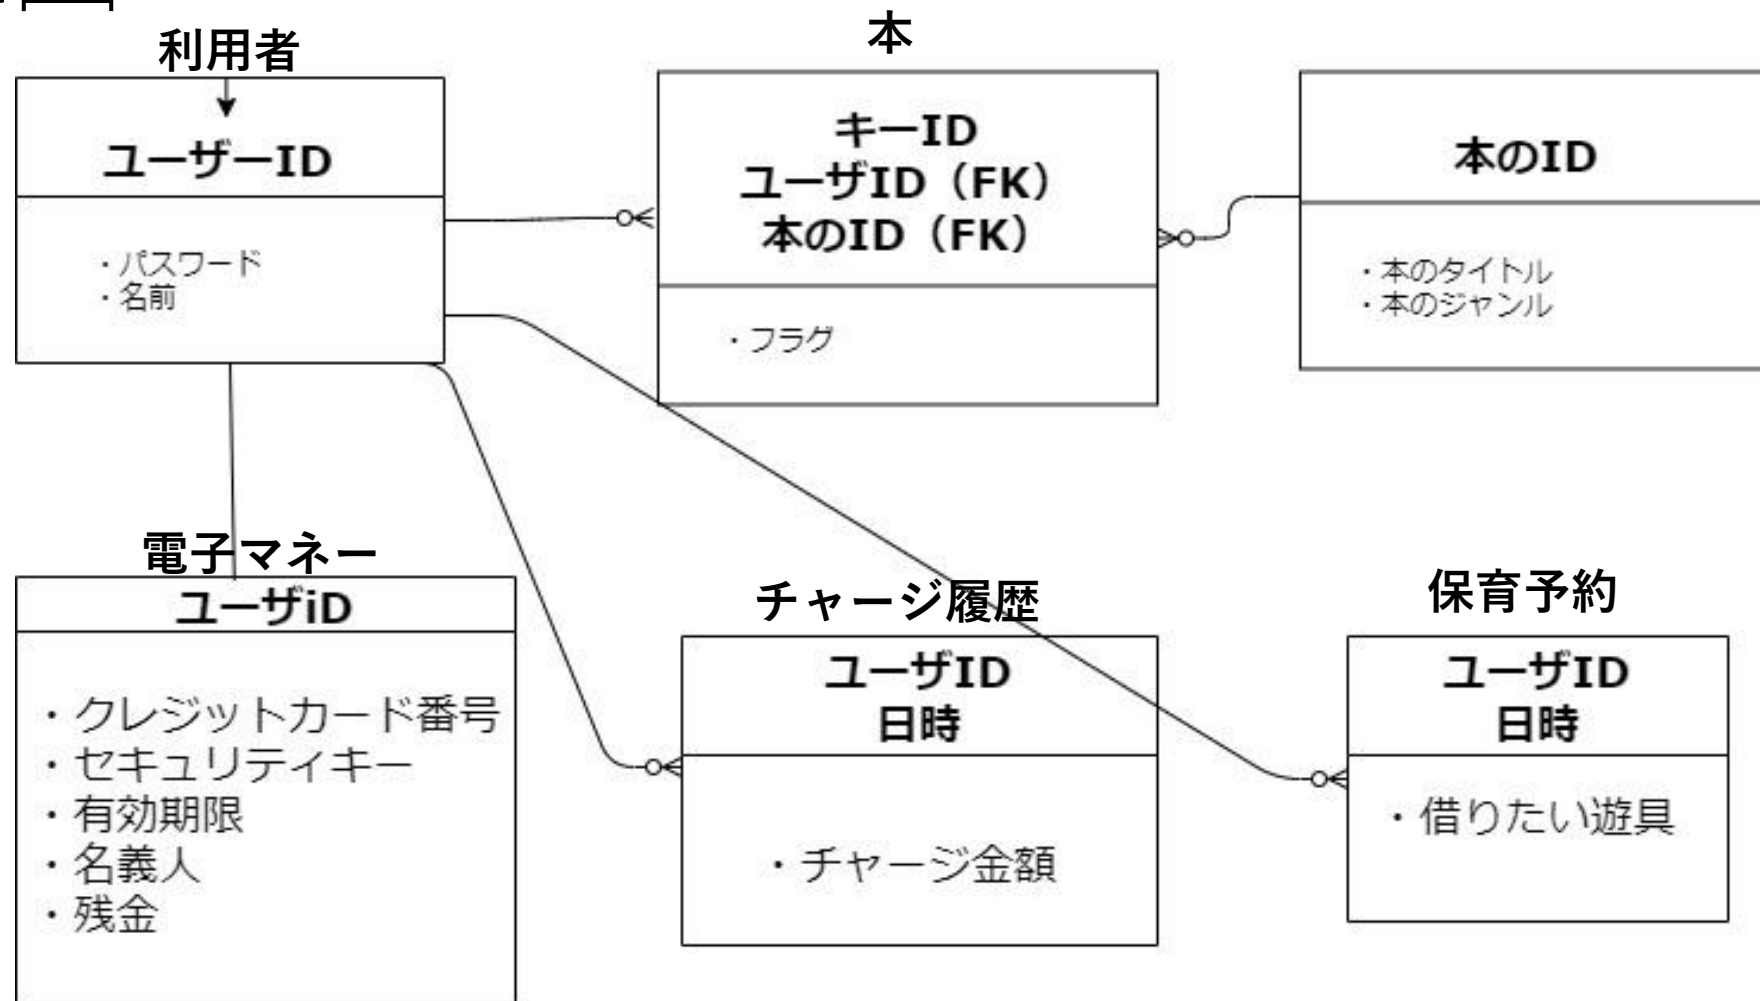 利用者
ユーザーID
・パスワード
・名前
本
キーID
ユーザID（FK）
本のID（FK）
・フラグ
本のID
・本のタイトル
・本のジャンル
電子マネー
ユーザiD
・クレジットカード番号
・セキュリティキー
・有効期限
・名義人
・残金
チャージ履歴
ユーザID
日時
・チャージ金額
保育予約
ユーザID
日時
・借りたい遊具